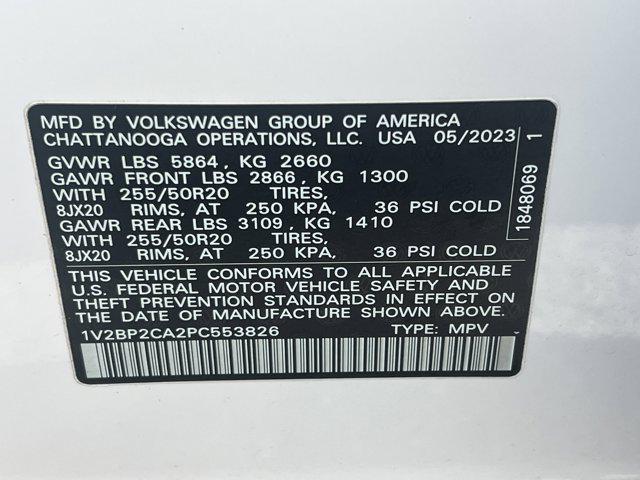 MFD BY VOLKSWAGEN GROUP OF AMERICA
CHATTANOOGA OPERATIONS, LLC. USA 05/2023
GVWR LBS 5864, KG 2660
GAWR FRONT LBS 2866, KG 1300
WITH 255/50R20 TIRES,
8JX20 RIMS, AT 250 KPA, 36 PSI COLD
GAWR REAR LBS 3109, KG 1410
WITH 255/50R20 TIRES,
8JX20 RIMS, AT 250 KPA, 36 PSI COLD
THIS VEHICLE CONFORMS TO ALL APPLICABLE
U.S. FEDERAL MOTOR VEHICLE SAFETY AND
THEFT PREVENTION STANDARDS IN EFFECT ON
THE DATE OF MANUFACTURE SHOWN ABOVE.
1V2BP2CA2PC553826 TYPE: MPV
1848069 1